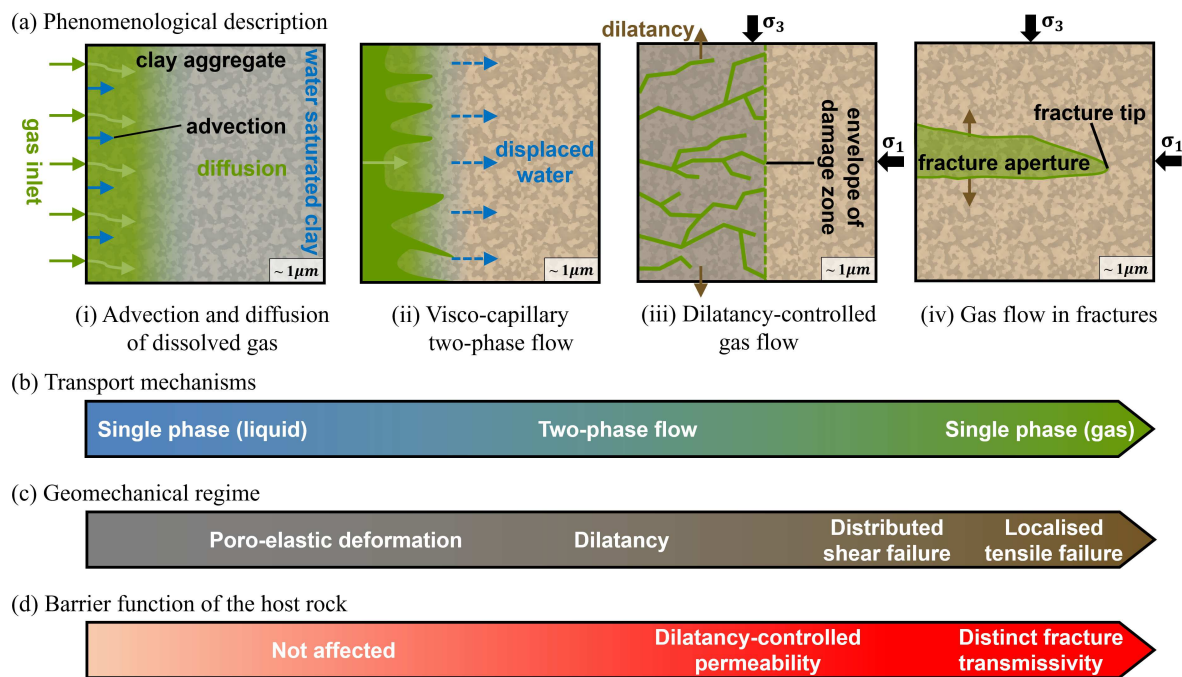 (a) Phenomenological description
gas inlet
clay aggregate
advection
diffusion
water saturated clay
~ 1μm
displaced
water
~ 1μm
dilatancy
σ3
envelope of
damage zone
σ1
~ 1μm
σ3
fracture tip
fracture aperture
σ1
~ 1μm
(i) Advection and diffusion
of dissolved gas
(ii) Visco-capillary
two-phase flow
(iii) Dilatancy-controlled
gas flow
(iv) Gas flow in fractures
(b) Transport mechanisms
Single phase (liquid)
Two-phase flow
Single phase (gas)
(c) Geomechanical regime
Poro-elastic deformation
Dilatancy
Distributed
shear failure
Localised
tensile failure
(d) Barrier function of the host rock
Not affected
Dilatancy-controlled
permeability
Distinct fracture
transmissivity